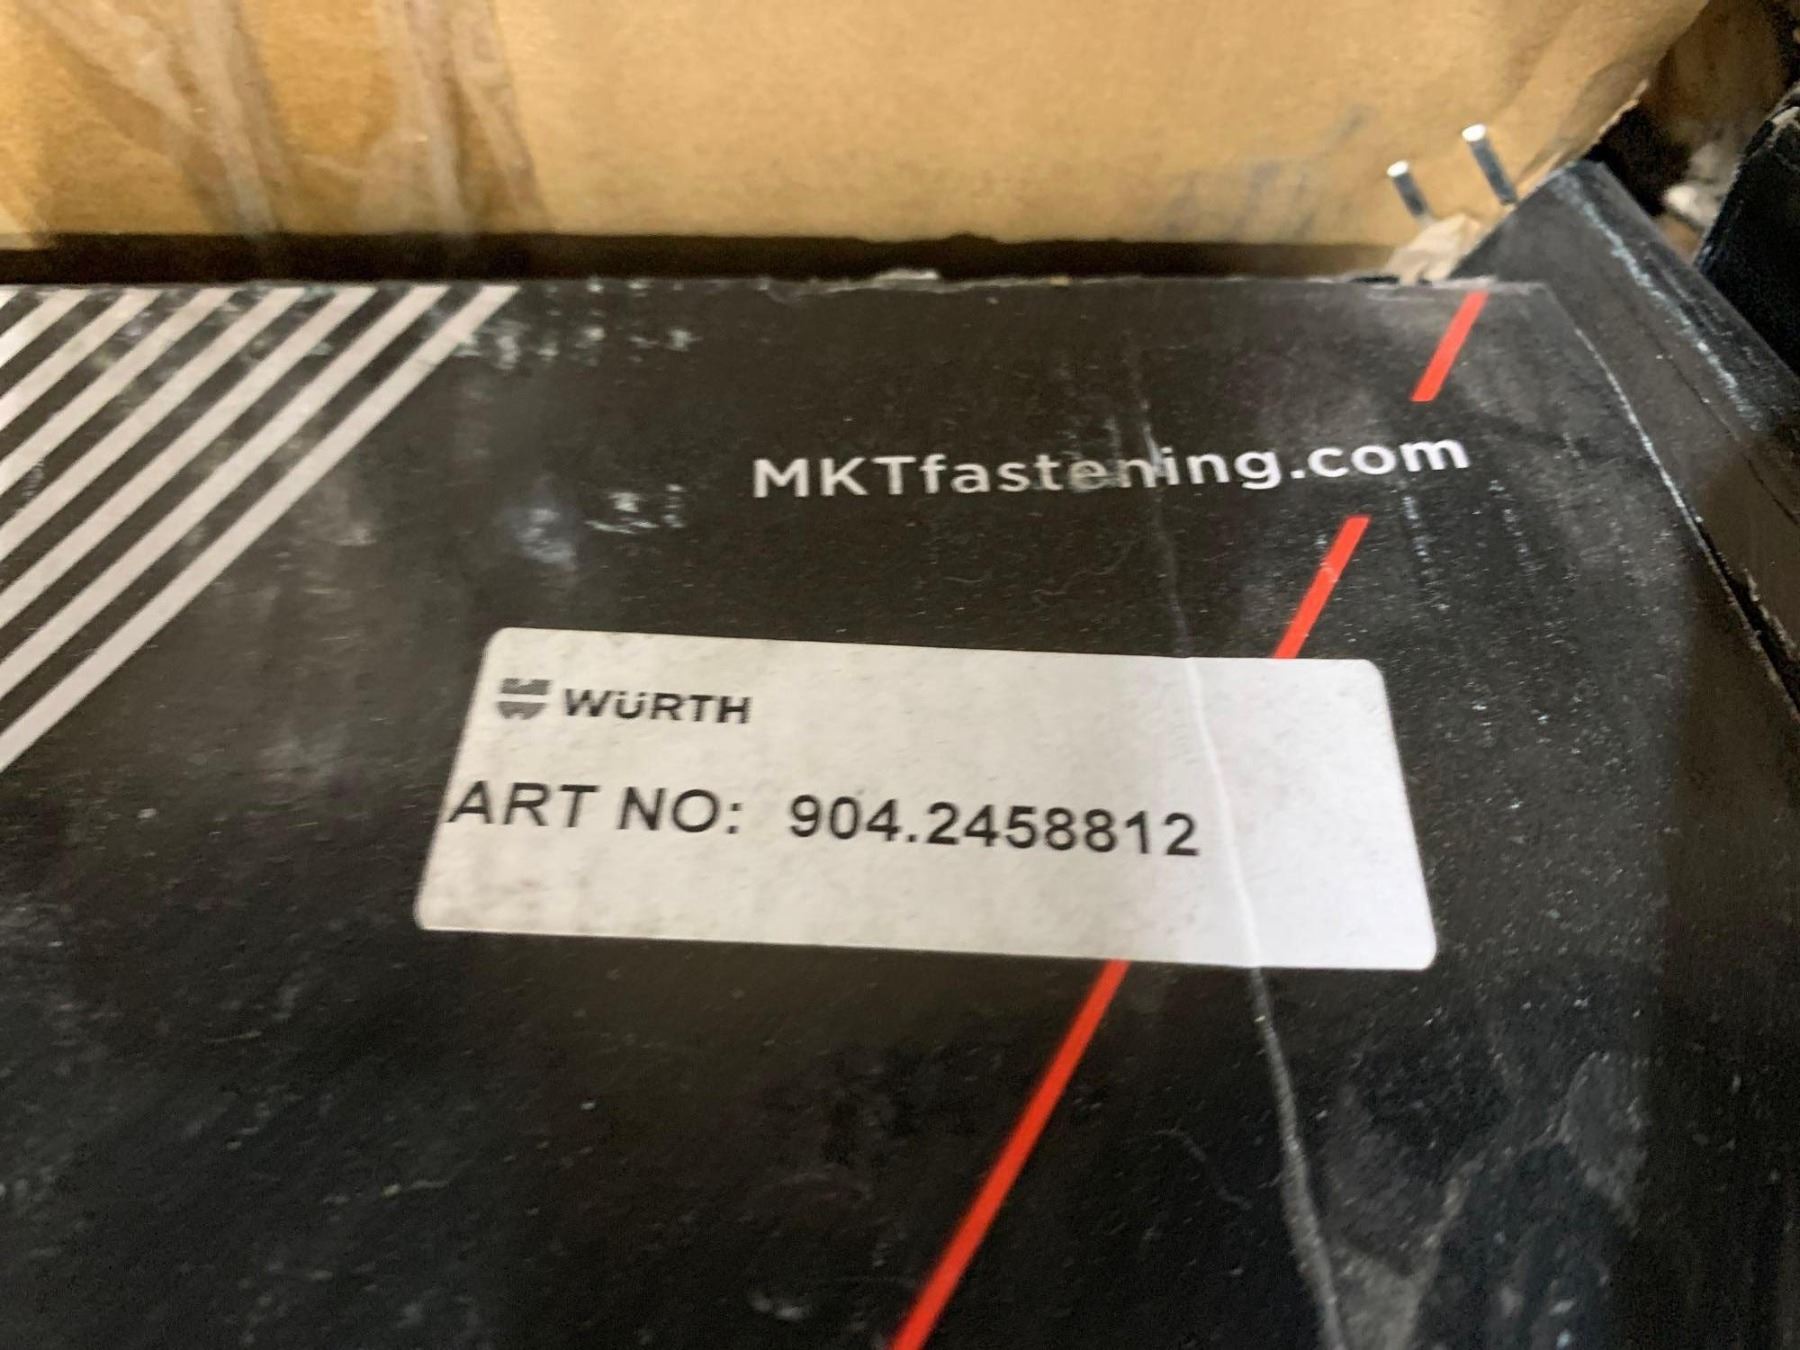 MKTfastening.com
WÜRTH
ART NO: 904.2458812